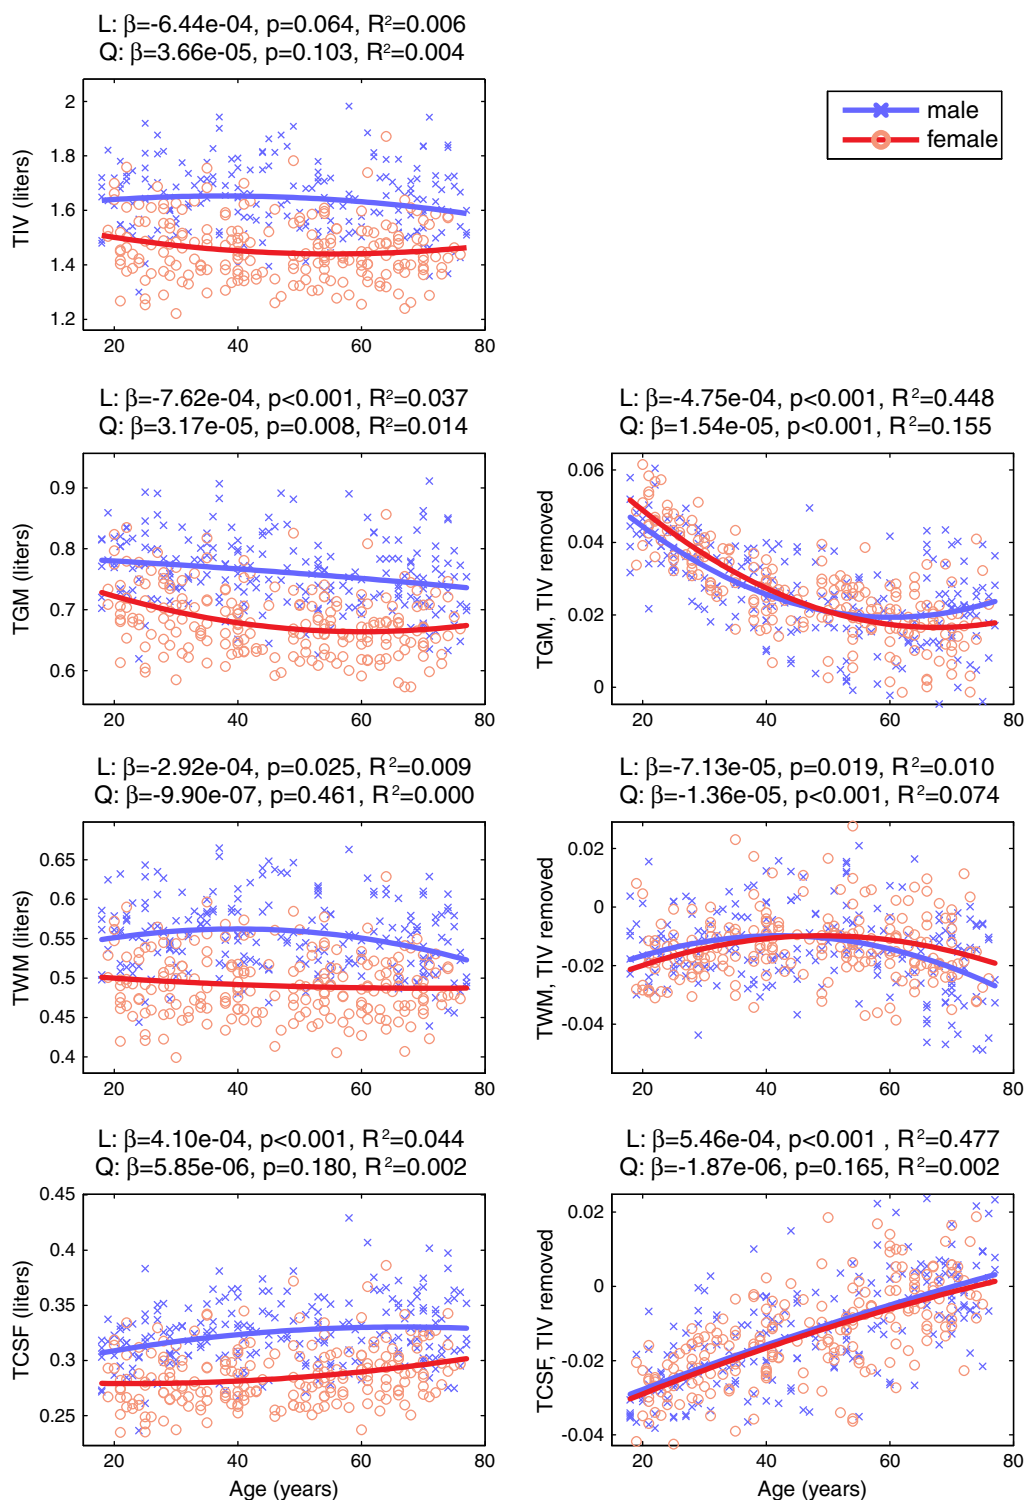 L: β=-6.44e-04, p=0.064, R²=0.006
Q: β=3.66e-05, p=0.103, R²=0.004
2
1.8
1.6
1.4
1.2
TIV (liters)
20 40 60 80
male
female
L: β=-7.62e-04, p<0.001, R²=0.037
Q: β=3.17e-05, p=0.008, R²=0.014
0.9
0.8
0.7
0.6
TGM (liters)
20 40 60 80
L: β=-4.75e-04, p<0.001, R²=0.448
Q: β=1.54e-05, p<0.001, R²=0.155
0.06
0.04
0.02
0
TGM, TIV removed
20 40 60 80
L: β=-2.92e-04, p=0.025, R²=0.009
Q: β=-9.90e-07, p=0.461, R²=0.000
0.65
0.6
0.55
0.5
0.45
0.4
TWM (liters)
20 40 60 80
L: β=-7.13e-05, p=0.019, R²=0.010
Q: β=-1.36e-05, p<0.001, R²=0.074
0.02
0
-0.02
-0.04
TWM, TIV removed
20 40 60 80
L: β=4.10e-04, p<0.001, R²=0.044
Q: β=5.85e-06, p=0.180, R²=0.002
0.45
0.4
0.35
0.3
0.25
TCSF (liters)
20 40 60 80
Age (years)
L: β=5.46e-04, p<0.001 , R²=0.477
Q: β=-1.87e-06, p=0.165, R²=0.002
0.02
0
-0.02
-0.04
TCSF, TIV removed
20 40 60 80
Age (years)